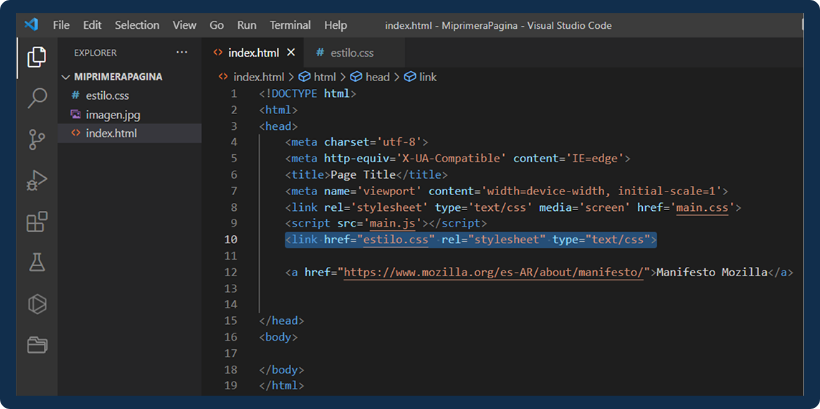 File Edit Selection View Go Run Terminal Help index.html - MiprimeraPagina - Visual Studio Code
EXPLORER ···
MIPRIMERAPAGINA
# estilo.css
imagen.jpg
<> index.html
<> index.html ×
# estilo.css
<> index.html > html > head > link
1 <!DOCTYPE html>
2 <html>
3 <head>
4 <meta charset='utf-8'>
5 <meta http-equiv='X-UA-Compatible' content='IE=edge'>
6 <title>Page Title</title>
7 <meta name='viewport' content='width=device-width, initial-scale=1'>
8 <link rel='stylesheet' type='text/css' media='screen' href='main.css'>
9 <script src='main.js'></script>
10 <link href="estilo.css" rel="stylesheet" type="text/css">
11
12 <a href="https://www.mozilla.org/es-AR/about/manifesto/">Manifesto Mozilla</a>
13
14
15 </head>
16 <body>
17
18 </body>
19 </html>